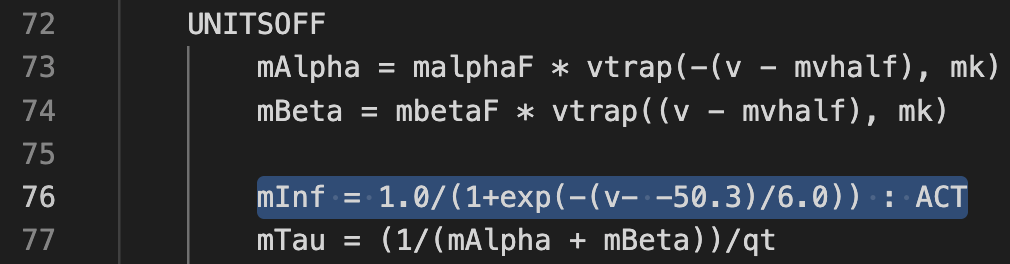 72 UNITSOFF
73 mAlpha = malphaF * vtrap(-(v - mvhalf), mk)
74 mBeta = mbetaF * vtrap((v - mvhalf), mk)
75
76 mInf = 1.0/(1+exp(-(v- -50.3)/6.0)) : ACT
77 mTau = (1/(mAlpha + mBeta))/qt